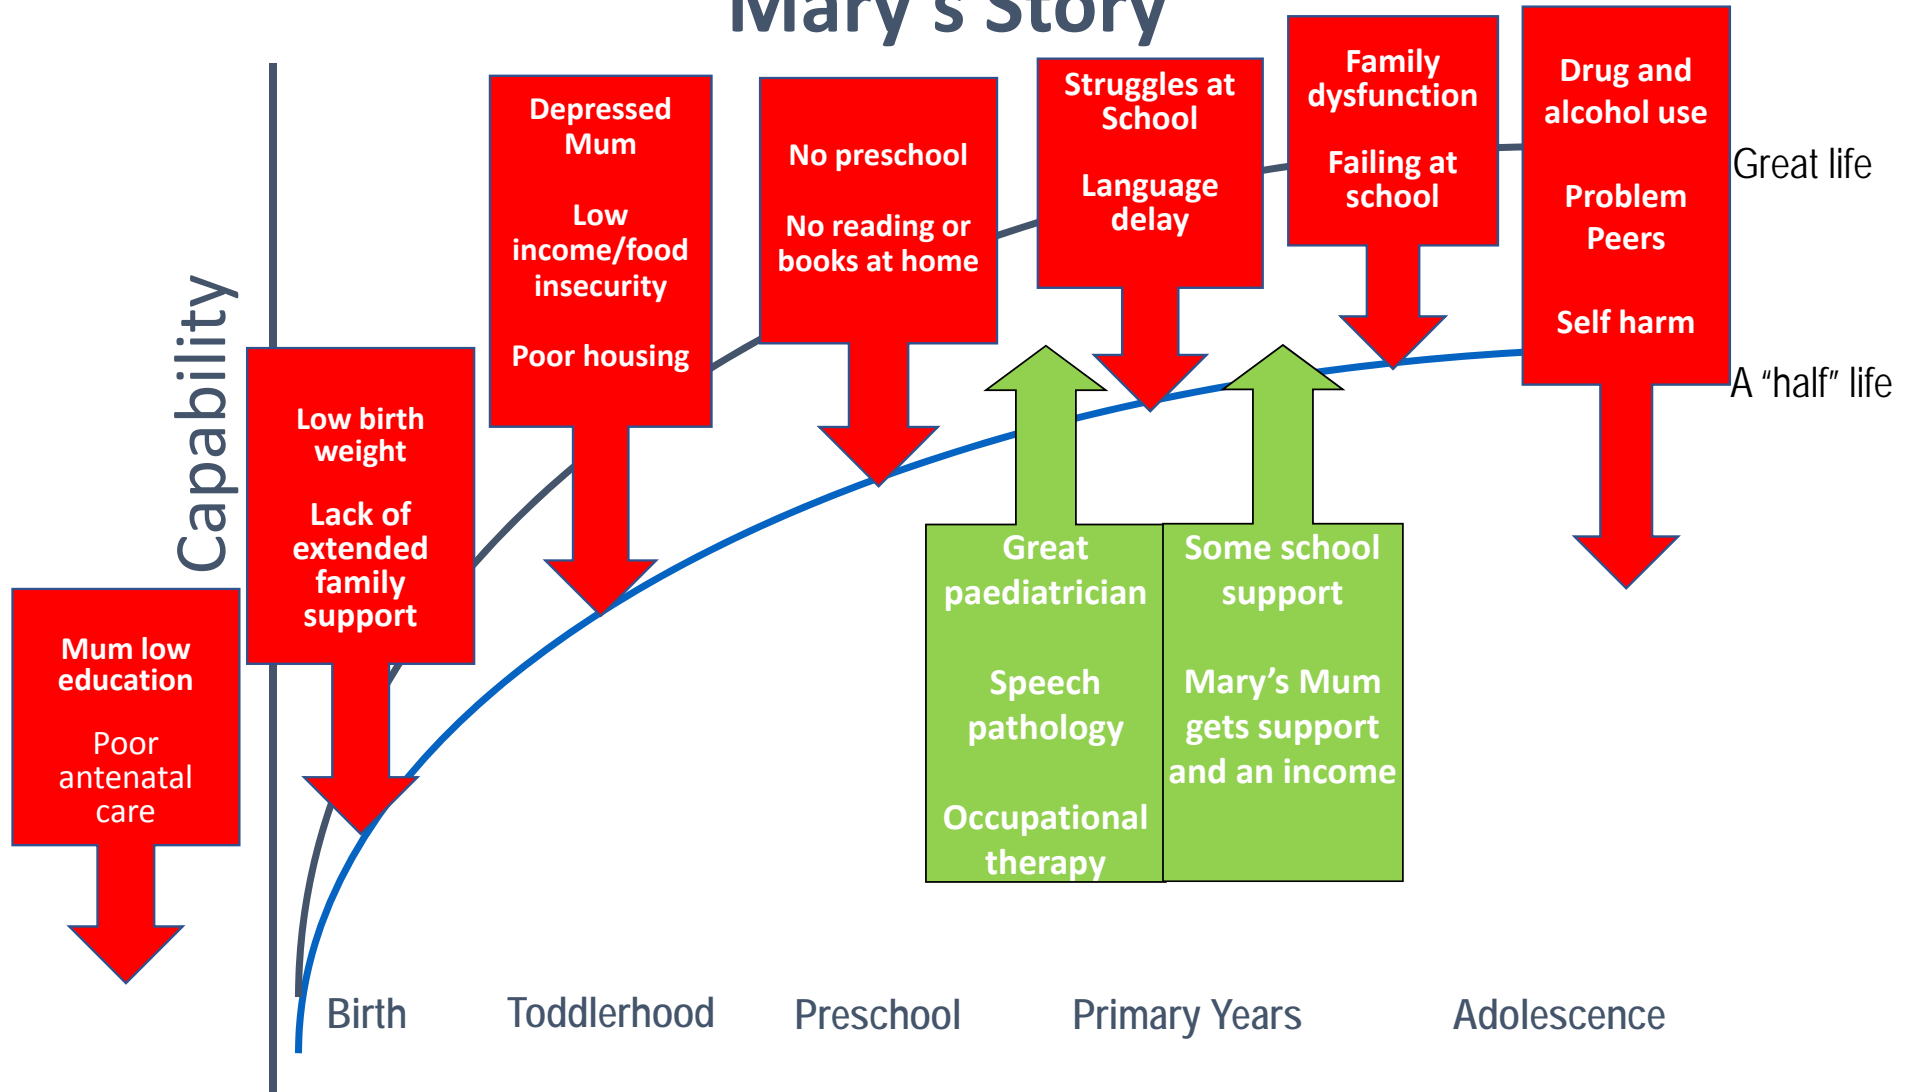 Mary's Story
Capability
Mum low
education
Poor
antenatal
care
Low birth
weight
Lack of
extended
family
support
Depressed
Mum
Low
income/food
insecurity
Poor housing
No preschool
No reading or
books at home
Struggles at
School
Language
delay
Family
dysfunction
Failing at
school
Drug and
alcohol use
Problem
Peers
Self harm
Great life
A “half” life
Great
paediatrician
Speech
pathology
Occupational
therapy
Some school
support
Mary’s Mum
gets support
and an income
Birth
Toddlerhood
Preschool
Primary Years
Adolescence